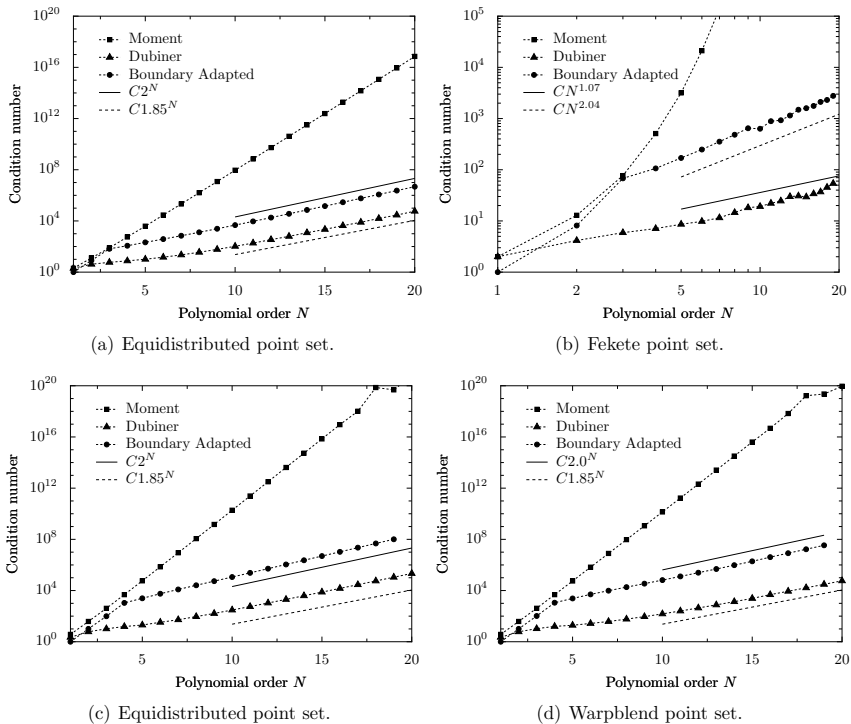 10^20
10^16
10^12
10^8
10^4
10^0
Condition number
Moment
Dubiner
Boundary Adapted
C2^N
C1.85^N
5 10 15 20
Polynomial order N
(a) Equidistributed point set.
10^5
10^4
10^3
10^2
10^1
10^0
Condition number
Moment
Dubiner
Boundary Adapted
CN^1.07
CN^2.04
1 2 5 10 20
Polynomial order N
(b) Fekete point set.
10^20
10^16
10^12
10^8
10^4
10^0
Condition number
Moment
Dubiner
Boundary Adapted
C2^N
C1.85^N
5 10 15 20
Polynomial order N
(c) Equidistributed point set.
10^20
10^16
10^12
10^8
10^4
10^0
Condition number
Moment
Dubiner
Boundary Adapted
C2.0^N
C1.85^N
5 10 15 20
Polynomial order N
(d) Warpblend point set.